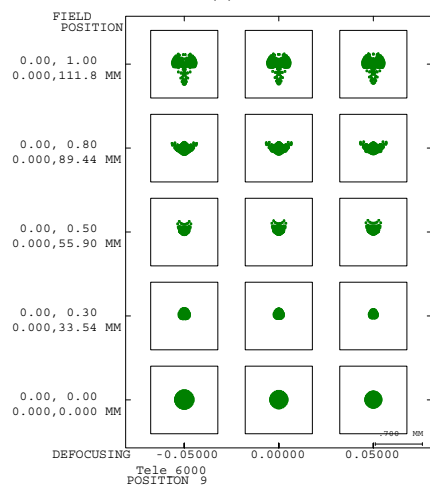 FIELD
POSITION
0.00, 1.00
0.000,111.8 MM
0.00, 0.80
0.000,89.44 MM
0.00, 0.50
0.000,55.90 MM
0.00, 0.30
0.000,33.54 MM
0.00, 0.00
0.000,0.000 MM
.700 MM
DEFOCUSING -0.05000 0.00000 0.05000
Tele 6000
POSITION 9